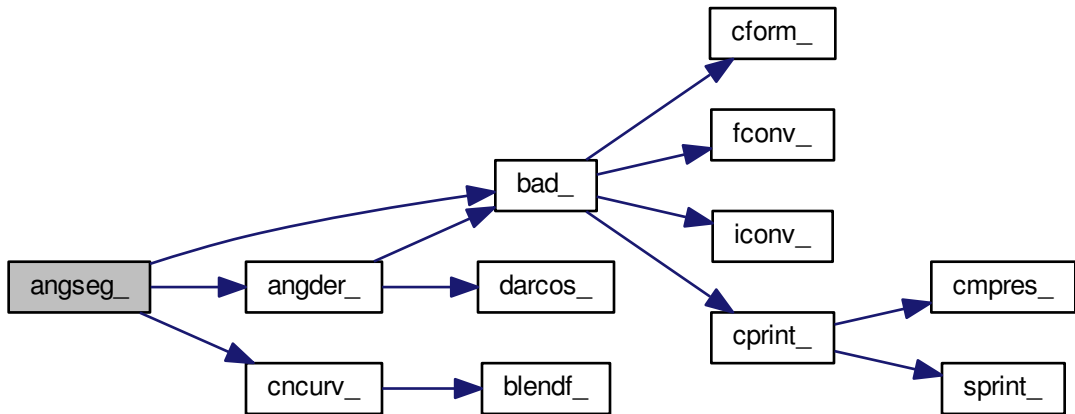 cform_
fconv_
bad_
iconv_
angseg_
angder_
darcos_
cmpres_
cprint_
cncurv_
blendf_
sprint_